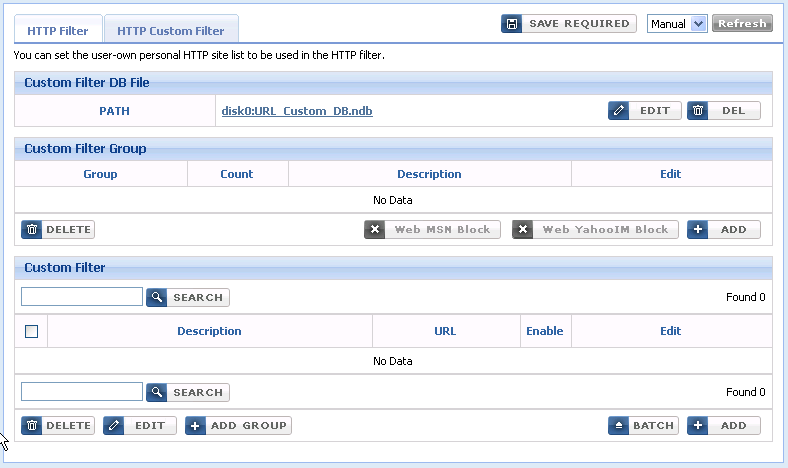 HTTP Filter HTTP Custom Filter SAVE REQUIRED Manual Refresh
You can set the user-own personal HTTP site list to be used in the HTTP filter.
Custom Filter DB File
PATH disk0:URL_Custom_DB.ndb EDIT DEL
Custom Filter Group
Group Count Description Edit
No Data
DELETE Web MSN Block Web YahooIM Block ADD
Custom Filter
SEARCH Found 0
Description URL Enable Edit
No Data
SEARCH Found 0
DELETE EDIT ADD GROUP BATCH ADD